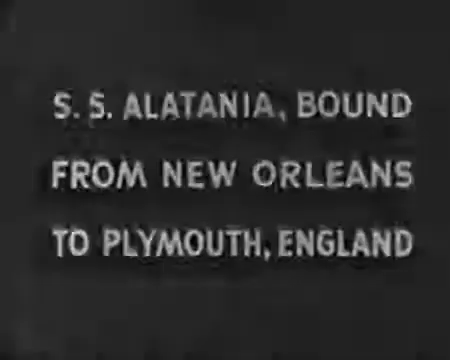 S. S. ALATANIA, BOUND
FROM NEW ORLEANS
TO PLYMOUTH, ENGLAND